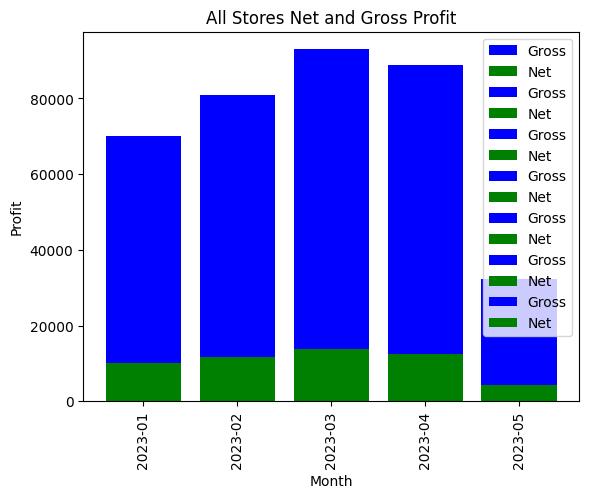 All Stores Net and Gross Profit
Profit
80000
60000
40000
20000
0
Gross
Net
Gross
Net
Gross
Net
Gross
Net
Gross
Net
Gross
Net
Gross
Net
2023-01
2023-02
2023-03
2023-04
2023-05
Month